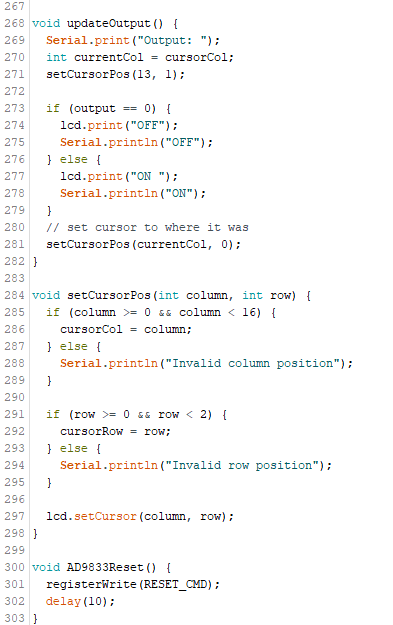 267
268 void updateOutput() {
269   Serial.print("Output: ");
270   int currentCol = cursorCol;
271   setCursorPos(13, 1);
272
273   if (output == 0) {
274     lcd.print("OFF");
275     Serial.println("OFF");
276   } else {
277     lcd.print("ON ");
278     Serial.println("ON");
279   }
280   // set cursor to where it was
281   setCursorPos(currentCol, 0);
282 }
283
284 void setCursorPos(int column, int row) {
285   if (column >= 0 && column < 16) {
286     cursorCol = column;
287   } else {
288     Serial.println("Invalid column position");
289   }
290
291   if (row >= 0 && row < 2) {
292     cursorRow = row;
293   } else {
294     Serial.println("Invalid row position");
295   }
296
297   lcd.setCursor(column, row);
298 }
299
300 void AD9833Reset() {
301   registerWrite(RESET_CMD);
302   delay(10);
303 }